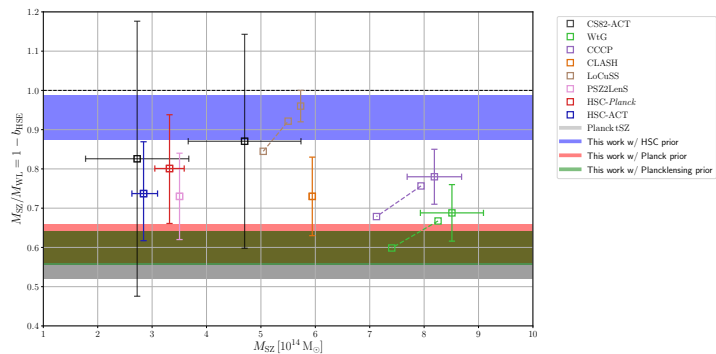 1.2
1.1
1.0
0.9
0.8
0.7
0.6
0.5
0.4
M_SZ/M_WL = 1 − b_HSE
1 2 3 4 5 6 7 8 9 10
M_SZ [10^14 M_⊙]
CS82-ACT
WtG
CCCP
CLASH
LoCuSS
PSZ2LenS
HSC-Planck
HSC-ACT
Planck tSZ
This work w/ HSC prior
This work w/ Planck prior
This work w/ Plancklensing prior